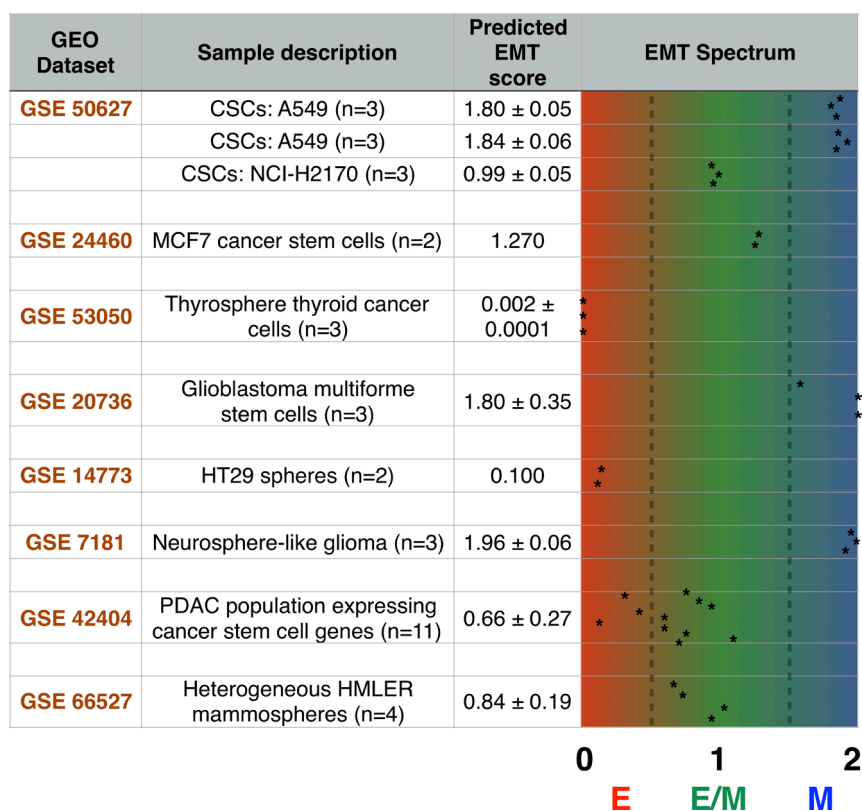 GEO Dataset
Sample description
Predicted EMT score
EMT Spectrum
GSE 50627
CSCs: A549 (n=3)
1.80 ± 0.05
CSCs: A549 (n=3)
1.84 ± 0.06
CSCs: NCI-H2170 (n=3)
0.99 ± 0.05
GSE 24460
MCF7 cancer stem cells (n=2)
1.270
GSE 53050
Thyrosphere thyroid cancer
cells (n=3)
0.002 ±
0.0001
GSE 20736
Glioblastoma multiforme
stem cells (n=3)
1.80 ± 0.35
GSE 14773
HT29 spheres (n=2)
0.100
GSE 7181
Neurosphere-like glioma (n=3)
1.96 ± 0.06
GSE 42404
PDAC population expressing
cancer stem cell genes (n=11)
0.66 ± 0.27
GSE 66527
Heterogeneous HMLER
mammospheres (n=4)
0.84 ± 0.19
0 1 2
E E/M M